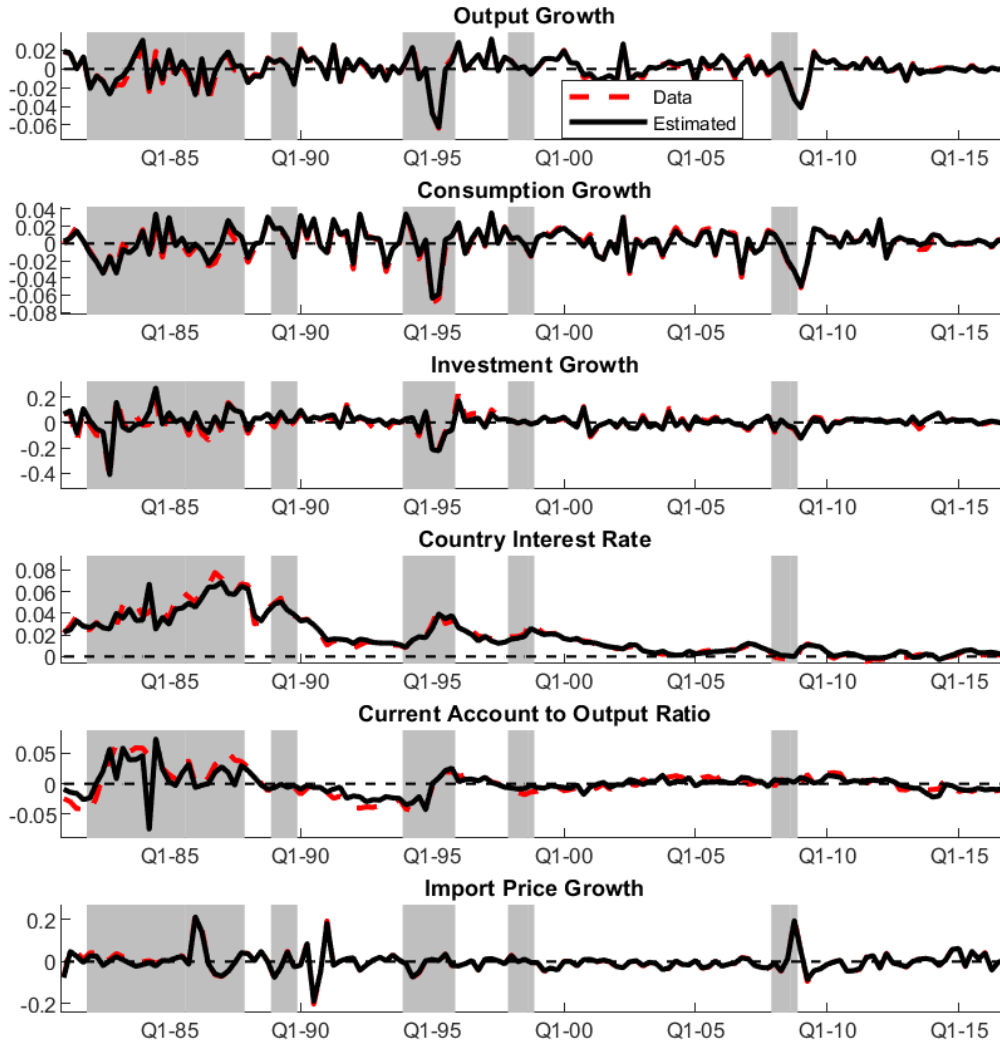 Output Growth
0.02
0
-0.02
-0.04
-0.06
Data
Estimated
Q1-85 Q1-90 Q1-95 Q1-00 Q1-05 Q1-10 Q1-15
Consumption Growth
0.04
0.02
0
-0.02
-0.04
-0.06
-0.08
Q1-85 Q1-90 Q1-95 Q1-00 Q1-05 Q1-10 Q1-15
Investment Growth
0.2
0
-0.2
-0.4
Q1-85 Q1-90 Q1-95 Q1-00 Q1-05 Q1-10 Q1-15
Country Interest Rate
0.08
0.06
0.04
0.02
0
Q1-85 Q1-90 Q1-95 Q1-00 Q1-05 Q1-10 Q1-15
Current Account to Output Ratio
0.05
0
-0.05
Q1-85 Q1-90 Q1-95 Q1-00 Q1-05 Q1-10 Q1-15
Import Price Growth
0.2
0
-0.2
Q1-85 Q1-90 Q1-95 Q1-00 Q1-05 Q1-10 Q1-15